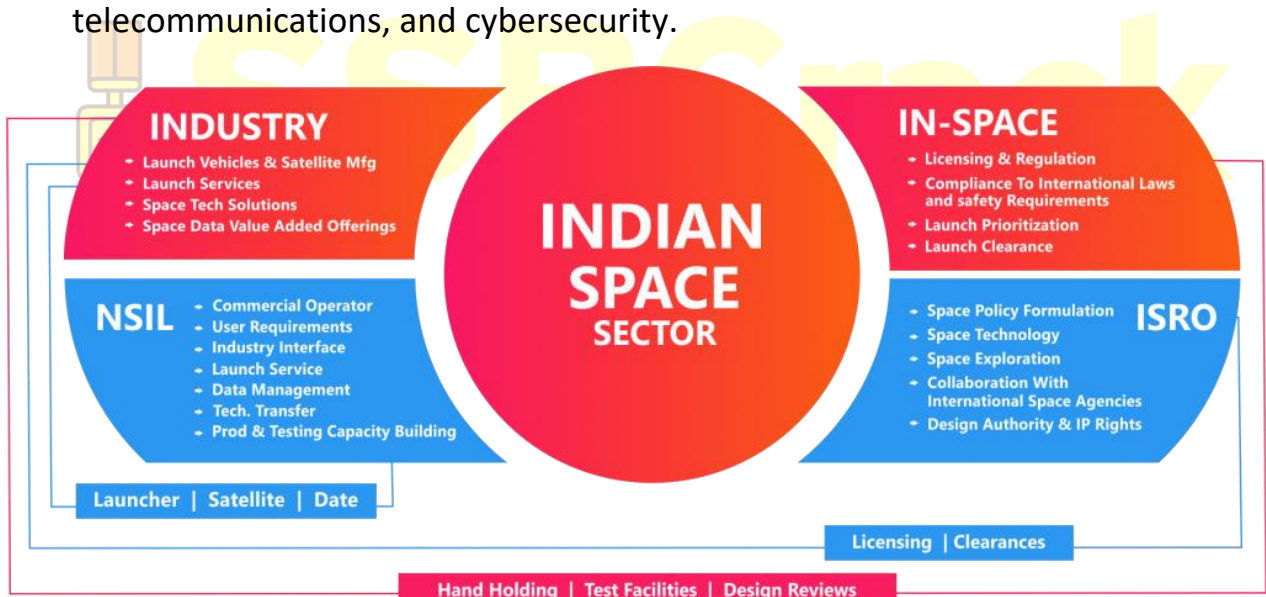 telecommunications, and cybersecurity.
SSBCrack
INDUSTRY
Launch Vehicles & Satellite Mfg
Launch Services
Space Tech Solutions
Space Data Value Added Offerings
NSIL
Commercial Operator
User Requirements
Industry Interface
Launch Service
Data Management
Tech. Transfer
Prod & Testing Capacity Building
INDIAN
SPACE
SECTOR
IN-SPACE
Licensing & Regulation
Compliance To International Laws
and safety Requirements
Launch Prioritization
Launch Clearance
ISRO
Space Policy Formulation
Space Technology
Space Exploration
Collaboration With
International Space Agencies
Design Authority & IP Rights
Launcher | Satellite | Date
Licensing | Clearances
Hand Holding | Test Facilities | Design Reviews